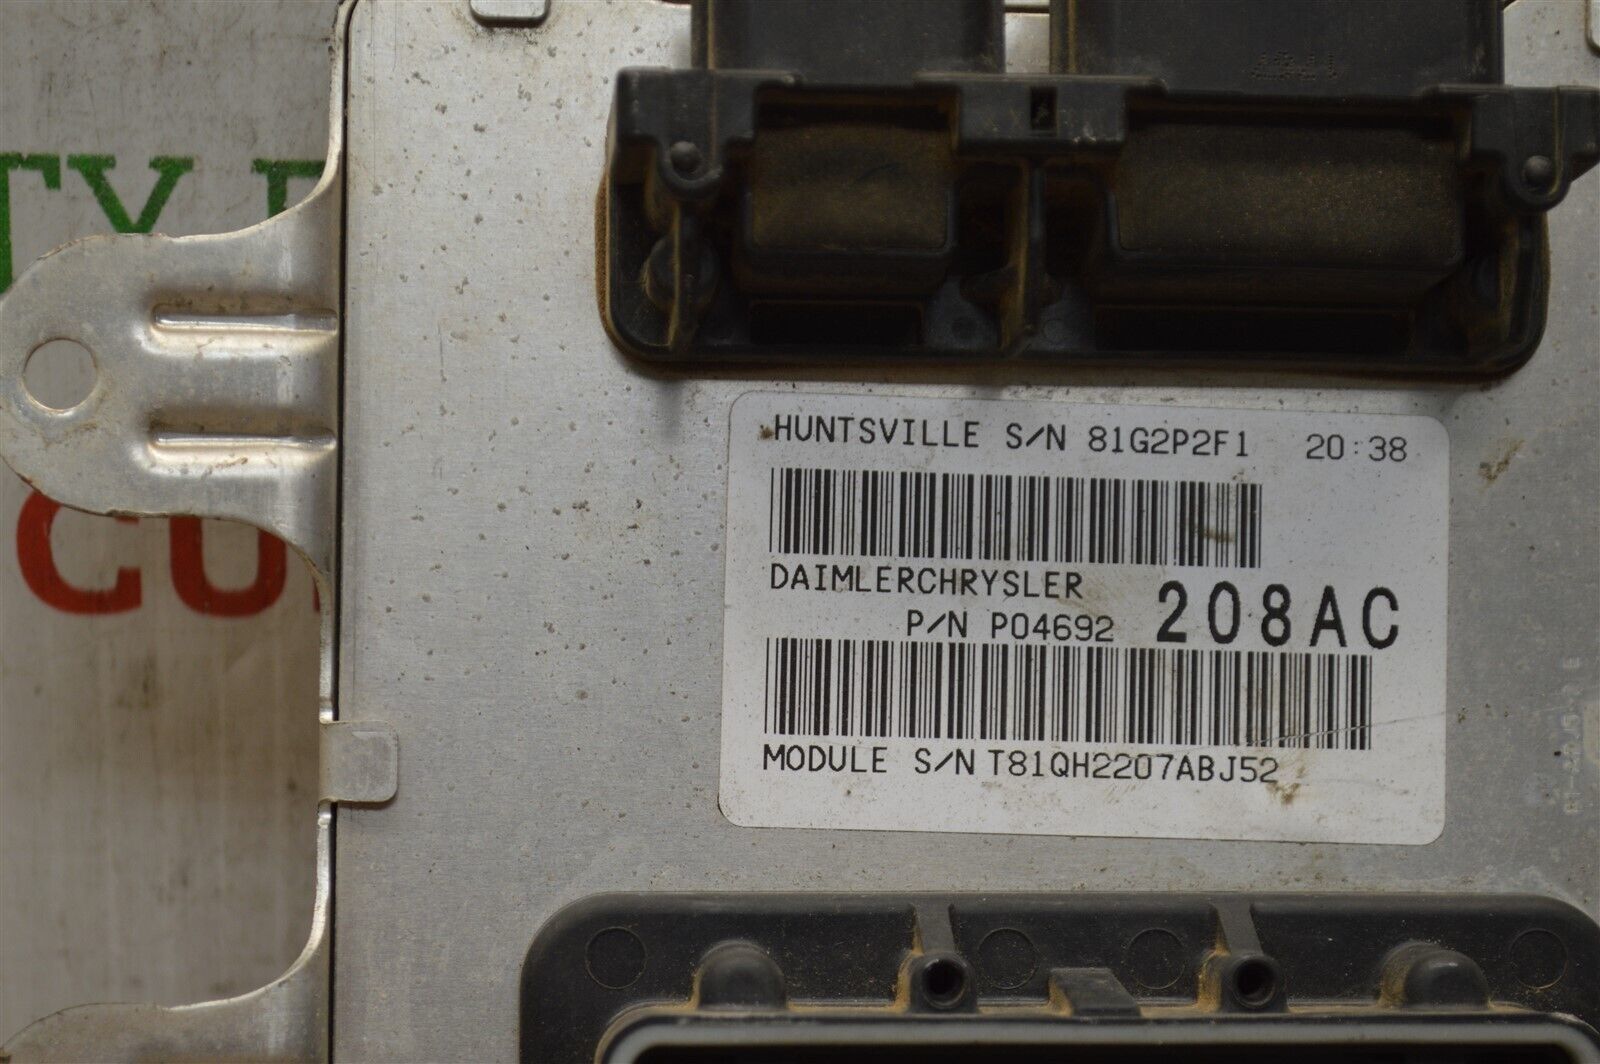 HUNTSVILLE S/N 81G2P2F1 20:38
DAIMLERCHRYSLER
P/N P04692 208AC
MODULE S/N T81QH2207ABJ52